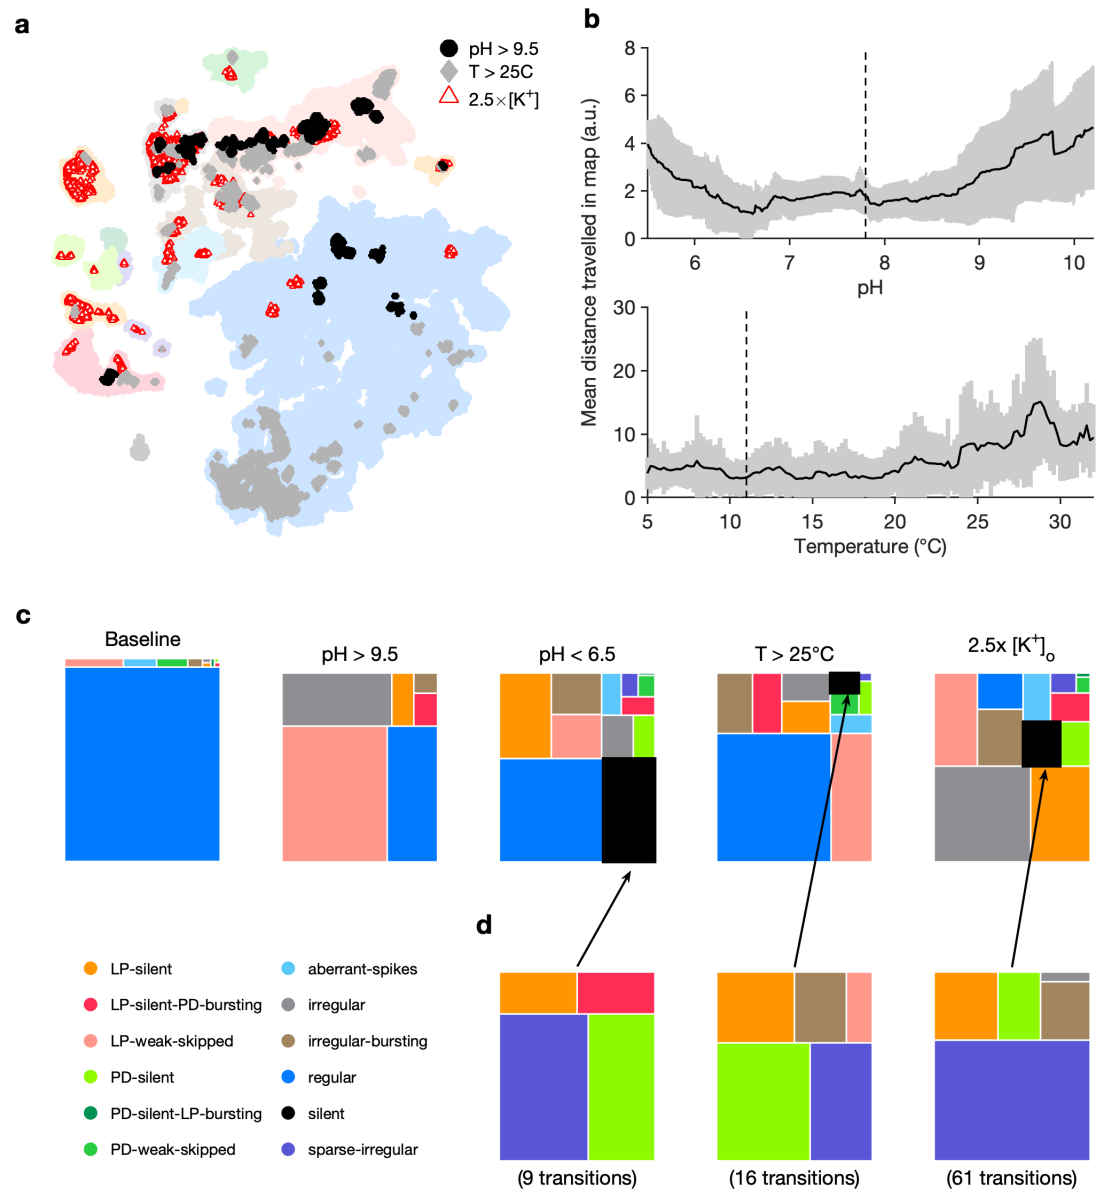 a
pH > 9.5
T > 25C
2.5×[K+]
b
Mean distance travelled in map (a.u.)
8
6
4
2
0
6
7
8
9
10
pH
30
20
10
0
5
10
15
20
25
30
Temperature (°C)
c
Baseline
pH > 9.5
pH < 6.5
T > 25°C
2.5x [K+]o
d
LP-silent
LP-silent-PD-bursting
LP-weak-skipped
PD-silent
PD-silent-LP-bursting
PD-weak-skipped
aberrant-spikes
irregular
irregular-bursting
regular
silent
sparse-irregular
(9 transitions)
(16 transitions)
(61 transitions)